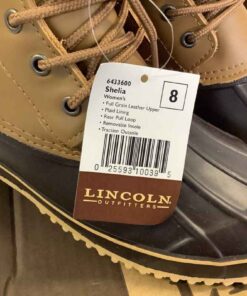 6433600
Shelia
Women's
• Full Grain Leather Upper
• Plaid Lining
• Rear Pull Loop
• Removable Insole
• Traction Outsole
8
0 25593 10039 5
LINCOLN
OUTFITTERS